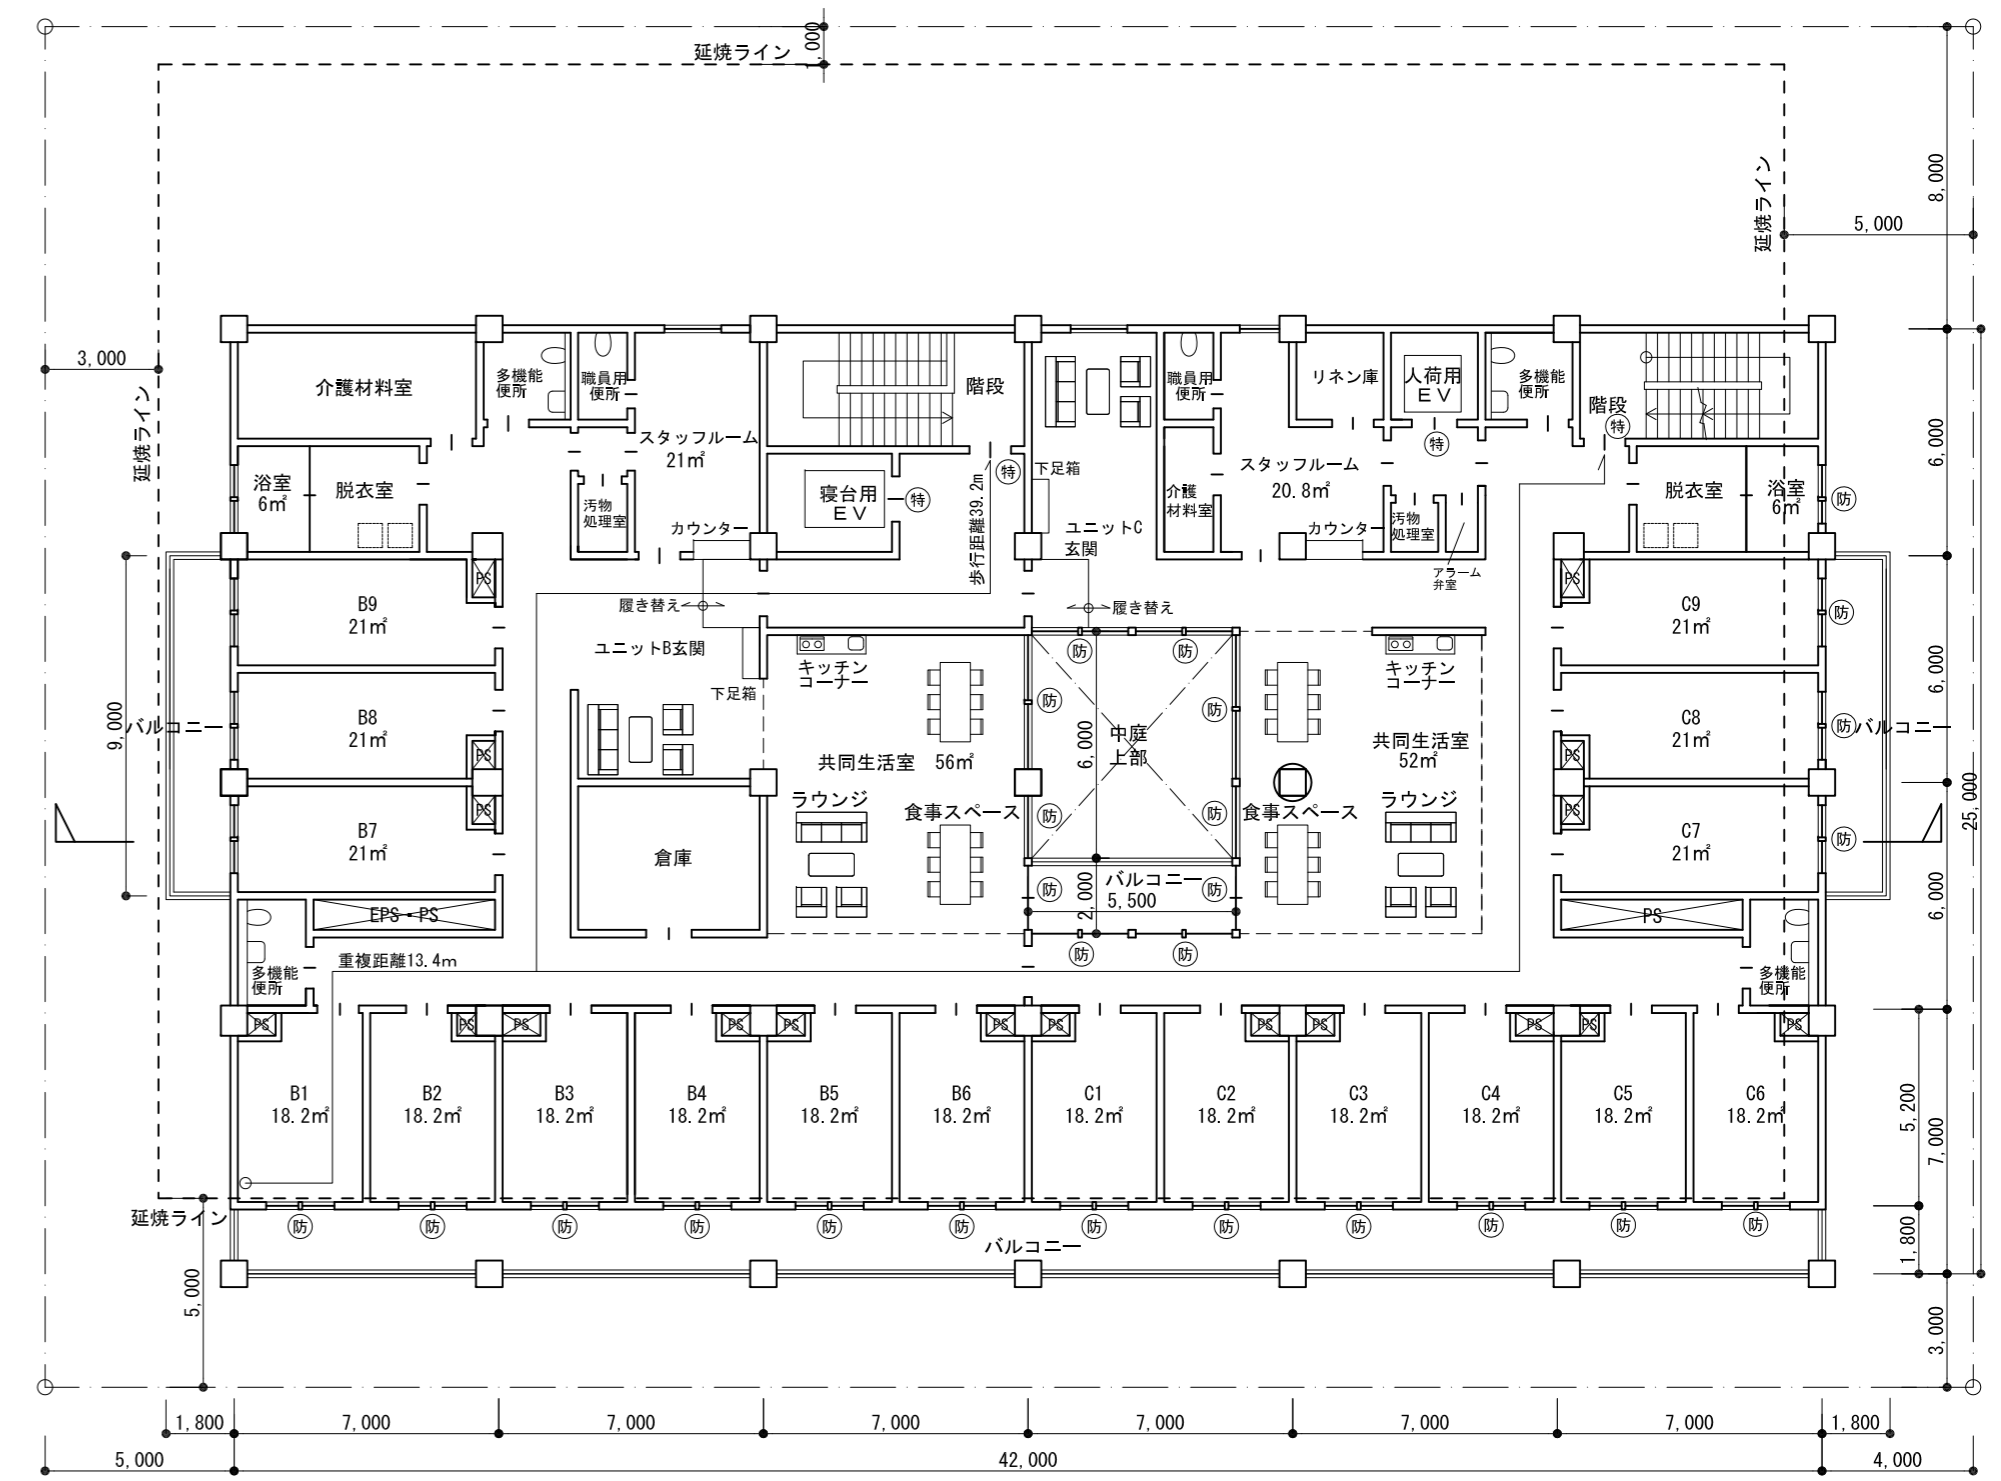 1,000
延焼ライン
8,000
延焼ライン
5,000
3,000
延焼ライン
介護材料室
多機能
便所
職員用
便所
スタッフルーム
21㎡
階段
職員用
便所
リネン庫
人荷用
EV
多機能
便所
階段
特
特
浴室
6㎡
脱衣室
汚物
処理室
カウンター
寝台用
EV
特
特
歩行距離39.2m
下足箱
ユニットC
玄関
介護
材料室
スタッフルーム
20.8㎡
カウンター
汚物
処理室
アラーム
弁室
脱衣室
浴室
6㎡
防
6,000
PS
B9
21㎡
履き替え
履き替え
PS
C9
21㎡
防
ユニットB玄関
下足箱
キッチン
コーナー
防
防
キッチン
コーナー
6,000
9,000
バルコニー
B8
21㎡
PS
共同生活室 56㎡
防
防
6,000
中庭
上部
共同生活室
52㎡
PS
C8
21㎡
防
バルコニー
PS
B7
21㎡
倉庫
ラウンジ
食事スペース
防
防
食事スペース
ラウンジ
PS
C7
21㎡
防
25,000
6,000
EPS・PS
防
バルコニー
防
2,000
5,500
防
防
PS
多機能
便所
重複距離13.4m
多機能
便所
PS
PS
PS
PS
PS
PS
PS
PS
PS
PS
PS
PS
B1
18.2㎡
B2
18.2㎡
B3
18.2㎡
B4
18.2㎡
B5
18.2㎡
B6
18.2㎡
C1
18.2㎡
C2
18.2㎡
C3
18.2㎡
C4
18.2㎡
C5
18.2㎡
C6
18.2㎡
5,200
7,000
延焼ライン
防
防
防
防
防
防
防
防
防
防
防
防
バルコニー
1,800
5,000
3,000
1,800
7,000
7,000
7,000
7,000
7,000
7,000
1,800
5,000
42,000
4,000